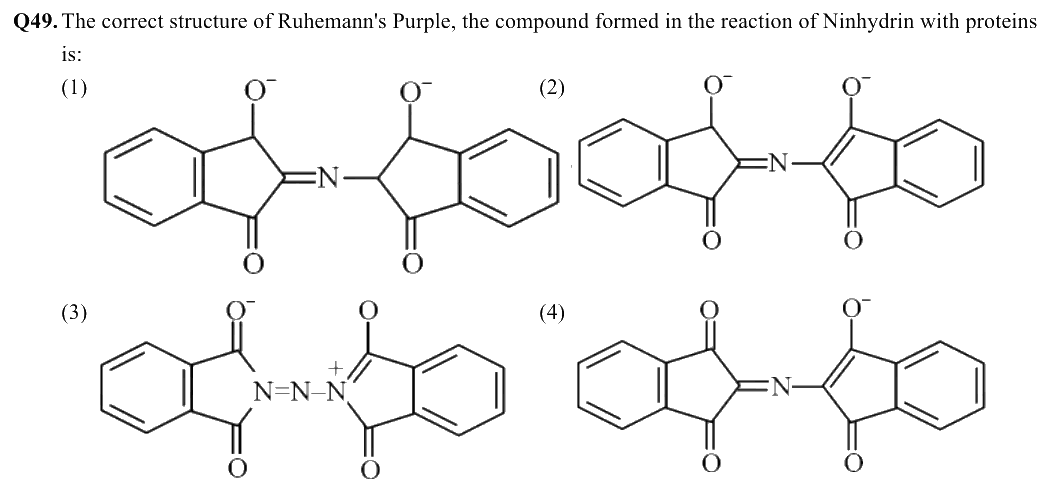 Q49. The correct structure of Ruhemann's Purple, the compound formed in the reaction of Ninhydrin with proteins
is:
(1)
(2)
O⁻ O⁻ O⁻ O⁻
N N
O O O O
(3)
(4)
O⁻ O O O⁻
N=N–N + N
O O O O